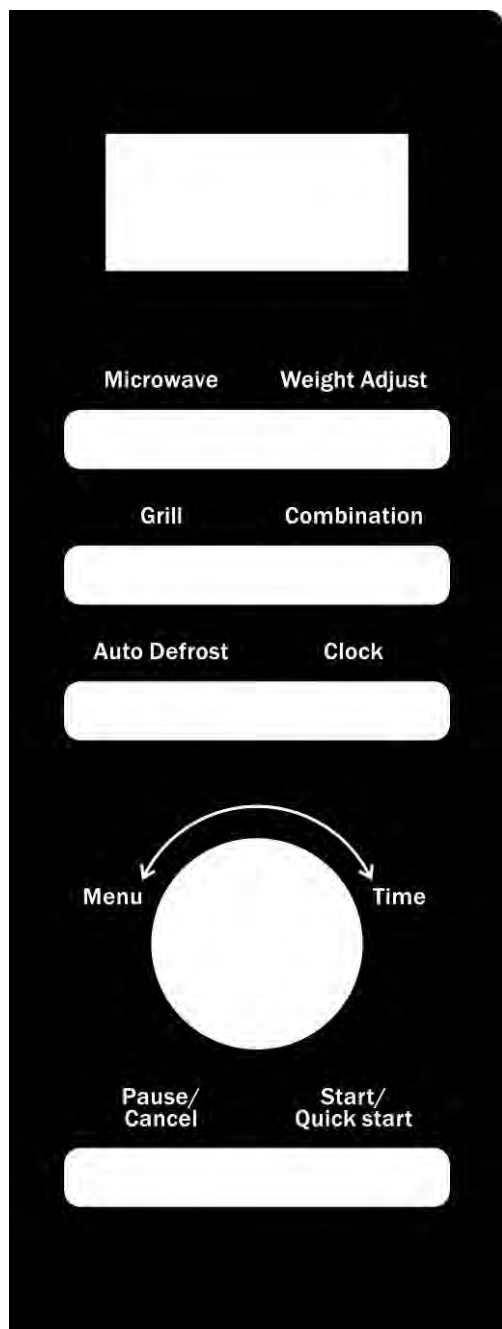 Microwave Weight Adjust
Grill Combination
Auto Defrost Clock
Menu Time
Pause/ Start/
Cancel Quick start